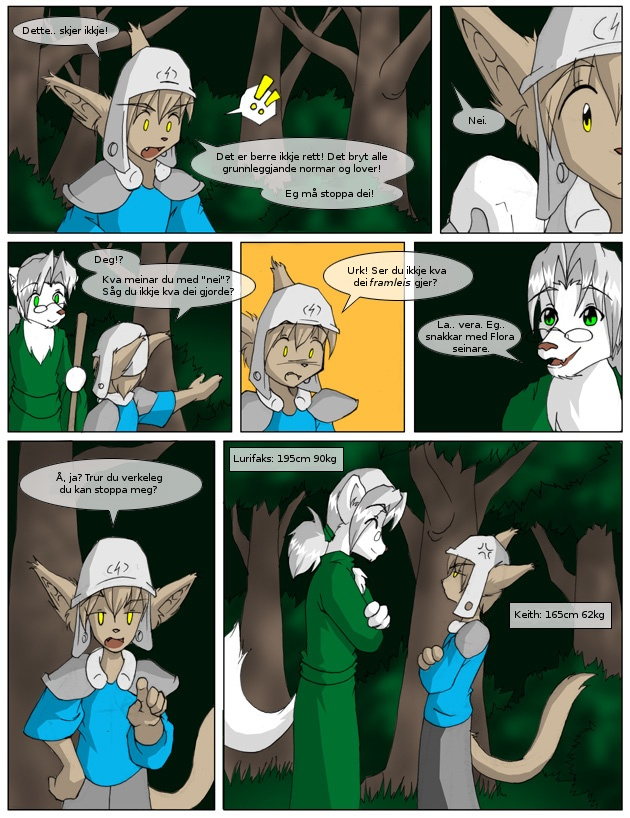 Dette.. skjer ikkje!
Det er berre ikkje rett! Det bryt alle
grunnleggjande normar og lover!
Eg må stoppa dei!
Nei.
Deg!?
Kva meinar du med "nei"?
Såg du ikkje kva dei gjorde?
Urk! Ser du ikkje kva
dei framleis gjer?
La.. vera. Eg..
snakkar med Flora
seinare.
Å, ja? Trur du verkeleg
du kan stoppa meg?
Lurifaks: 195cm 90kg
Keith: 165cm 62kg